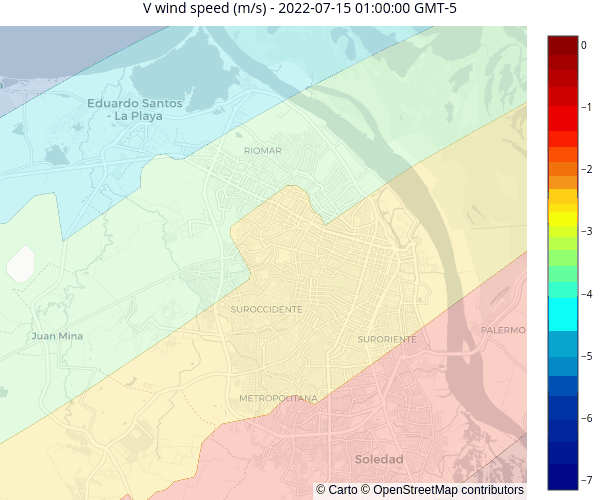 V wind speed (m/s) - 2022-07-15 01:00:00 GMT-5
0
−1
−2
−3
−4
−5
−6
−7
Eduardo Santos
- La Playa
RIOMAR
SUROCCIDENTE
Juan Mina
SURORIENTE
PALERMO
METROPOLITANA
Soledad
© Carto © OpenStreetMap contributors